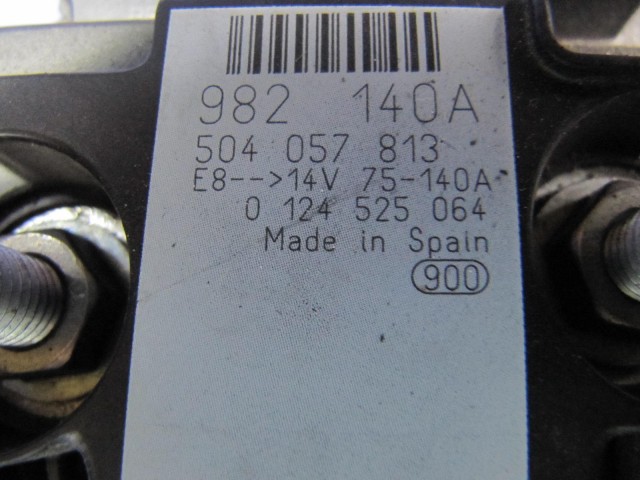 982 140A
504 057 813
E8-->14V 75-140A
0 124 525 064
Made in Spain
900